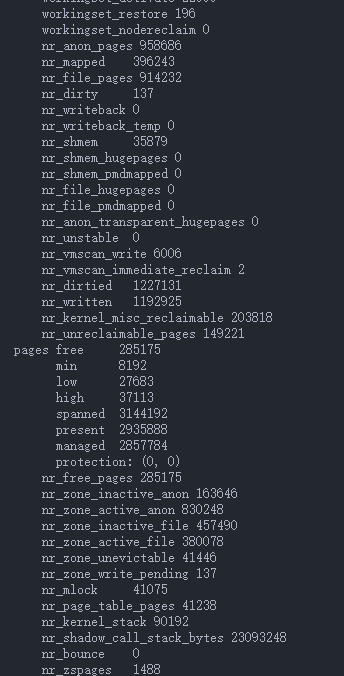 workingset_restore 196
workingset_nodereclaim 0
nr_anon_pages 958686
nr_mapped    396243
nr_file_pages 914232
nr_dirty     137
nr_writeback 0
nr_writeback_temp 0
nr_shmem     35879
nr_shmem_hugepages 0
nr_shmem_pmdmapped 0
nr_file_hugepages 0
nr_file_pmdmapped 0
nr_anon_transparent_hugepages 0
nr_unstable  0
nr_vmscan_write 6006
nr_vmscan_immediate_reclaim 2
nr_dirtied   1227131
nr_written   1192925
nr_kernel_misc_reclaimable 203818
nr_unreclaimable_pages 149221
pages free     285175
min      8192
low      27683
high     37113
spanned  3144192
present  2935888
managed  2857784
protection: (0, 0)
nr_free_pages 285175
nr_zone_inactive_anon 163646
nr_zone_active_anon 830248
nr_zone_inactive_file 457490
nr_zone_active_file 380078
nr_zone_unevictable 41446
nr_zone_write_pending 137
nr_mlock     41075
nr_page_table_pages 41238
nr_kernel_stack 90192
nr_shadow_call_stack_bytes 23093248
nr_bounce    0
nr_zspages   1488